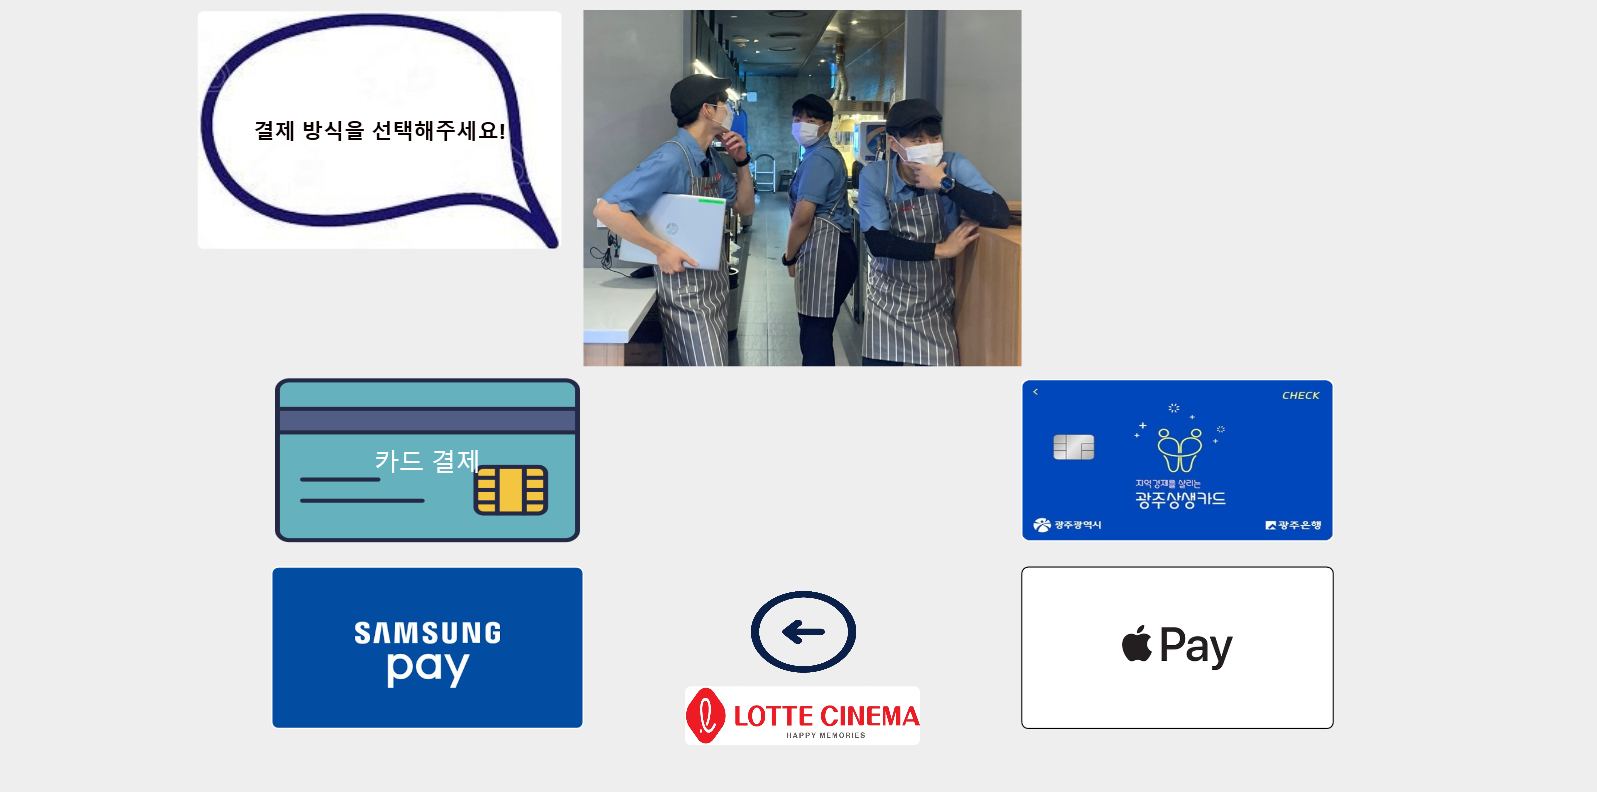 결제 방식을 선택해주세요!
카드 결제
CHECK
지역경제를 살리는
광주상생카드
광주광역시
광주은행
SAMSUNG
pay
Pay
LOTTE CINEMA
HAPPY MEMORIES